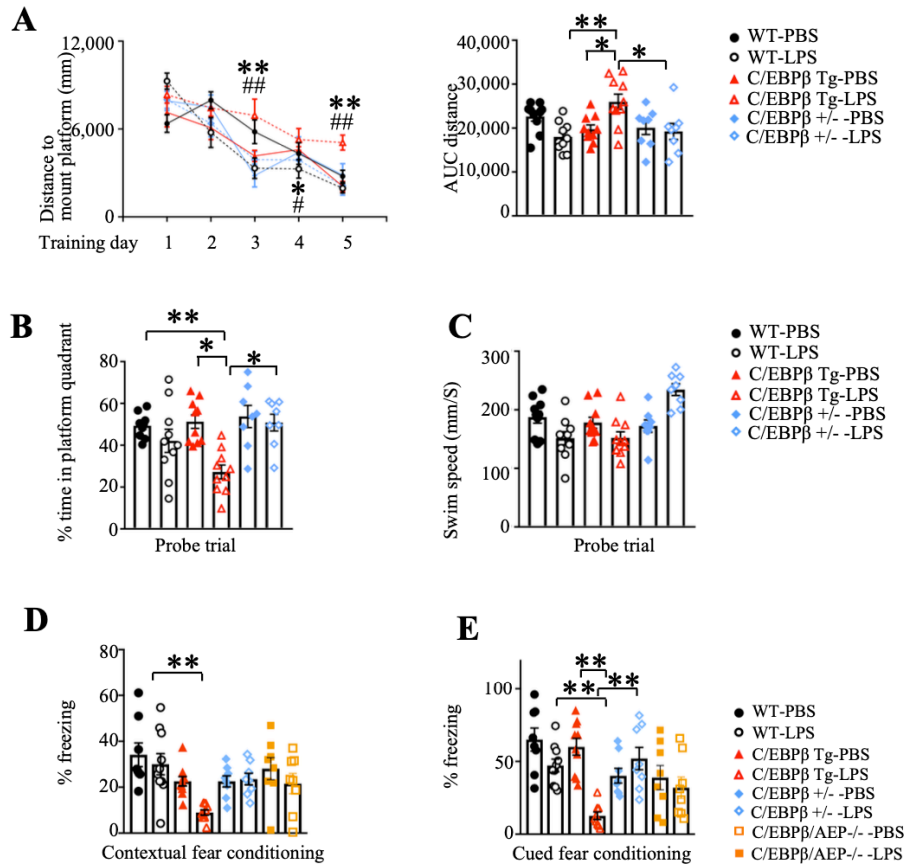 A
12,000
6,000
0
Distance to
mount platform (mm)
**
##
**
##
*
#
Training day 1 2 3 4 5
40,000
30,000
20,000
10,000
0
AUC distance
**
*
*
WT-PBS
WT-LPS
C/EBPβ Tg-PBS
C/EBPβ Tg-LPS
C/EBPβ +/- -PBS
C/EBPβ +/- -LPS
B
80
60
40
20
0
% time in platform quadrant
**
*
*
Probe trial
C
300
200
100
0
Swim speed (mm/S)
Probe trial
WT-PBS
WT-LPS
C/EBPβ Tg-PBS
C/EBPβ Tg-LPS
C/EBPβ +/- -PBS
C/EBPβ +/- -LPS
D
80
60
40
20
0
% freezing
**
Contextual fear conditioning
E
100
50
0
% freezing
**
**
**
Cued fear conditioning
WT-PBS
WT-LPS
C/EBPβ Tg-PBS
C/EBPβ Tg-LPS
C/EBPβ +/- -PBS
C/EBPβ +/- -LPS
C/EBPβ/AEP-/- -PBS
C/EBPβ/AEP-/- -LPS